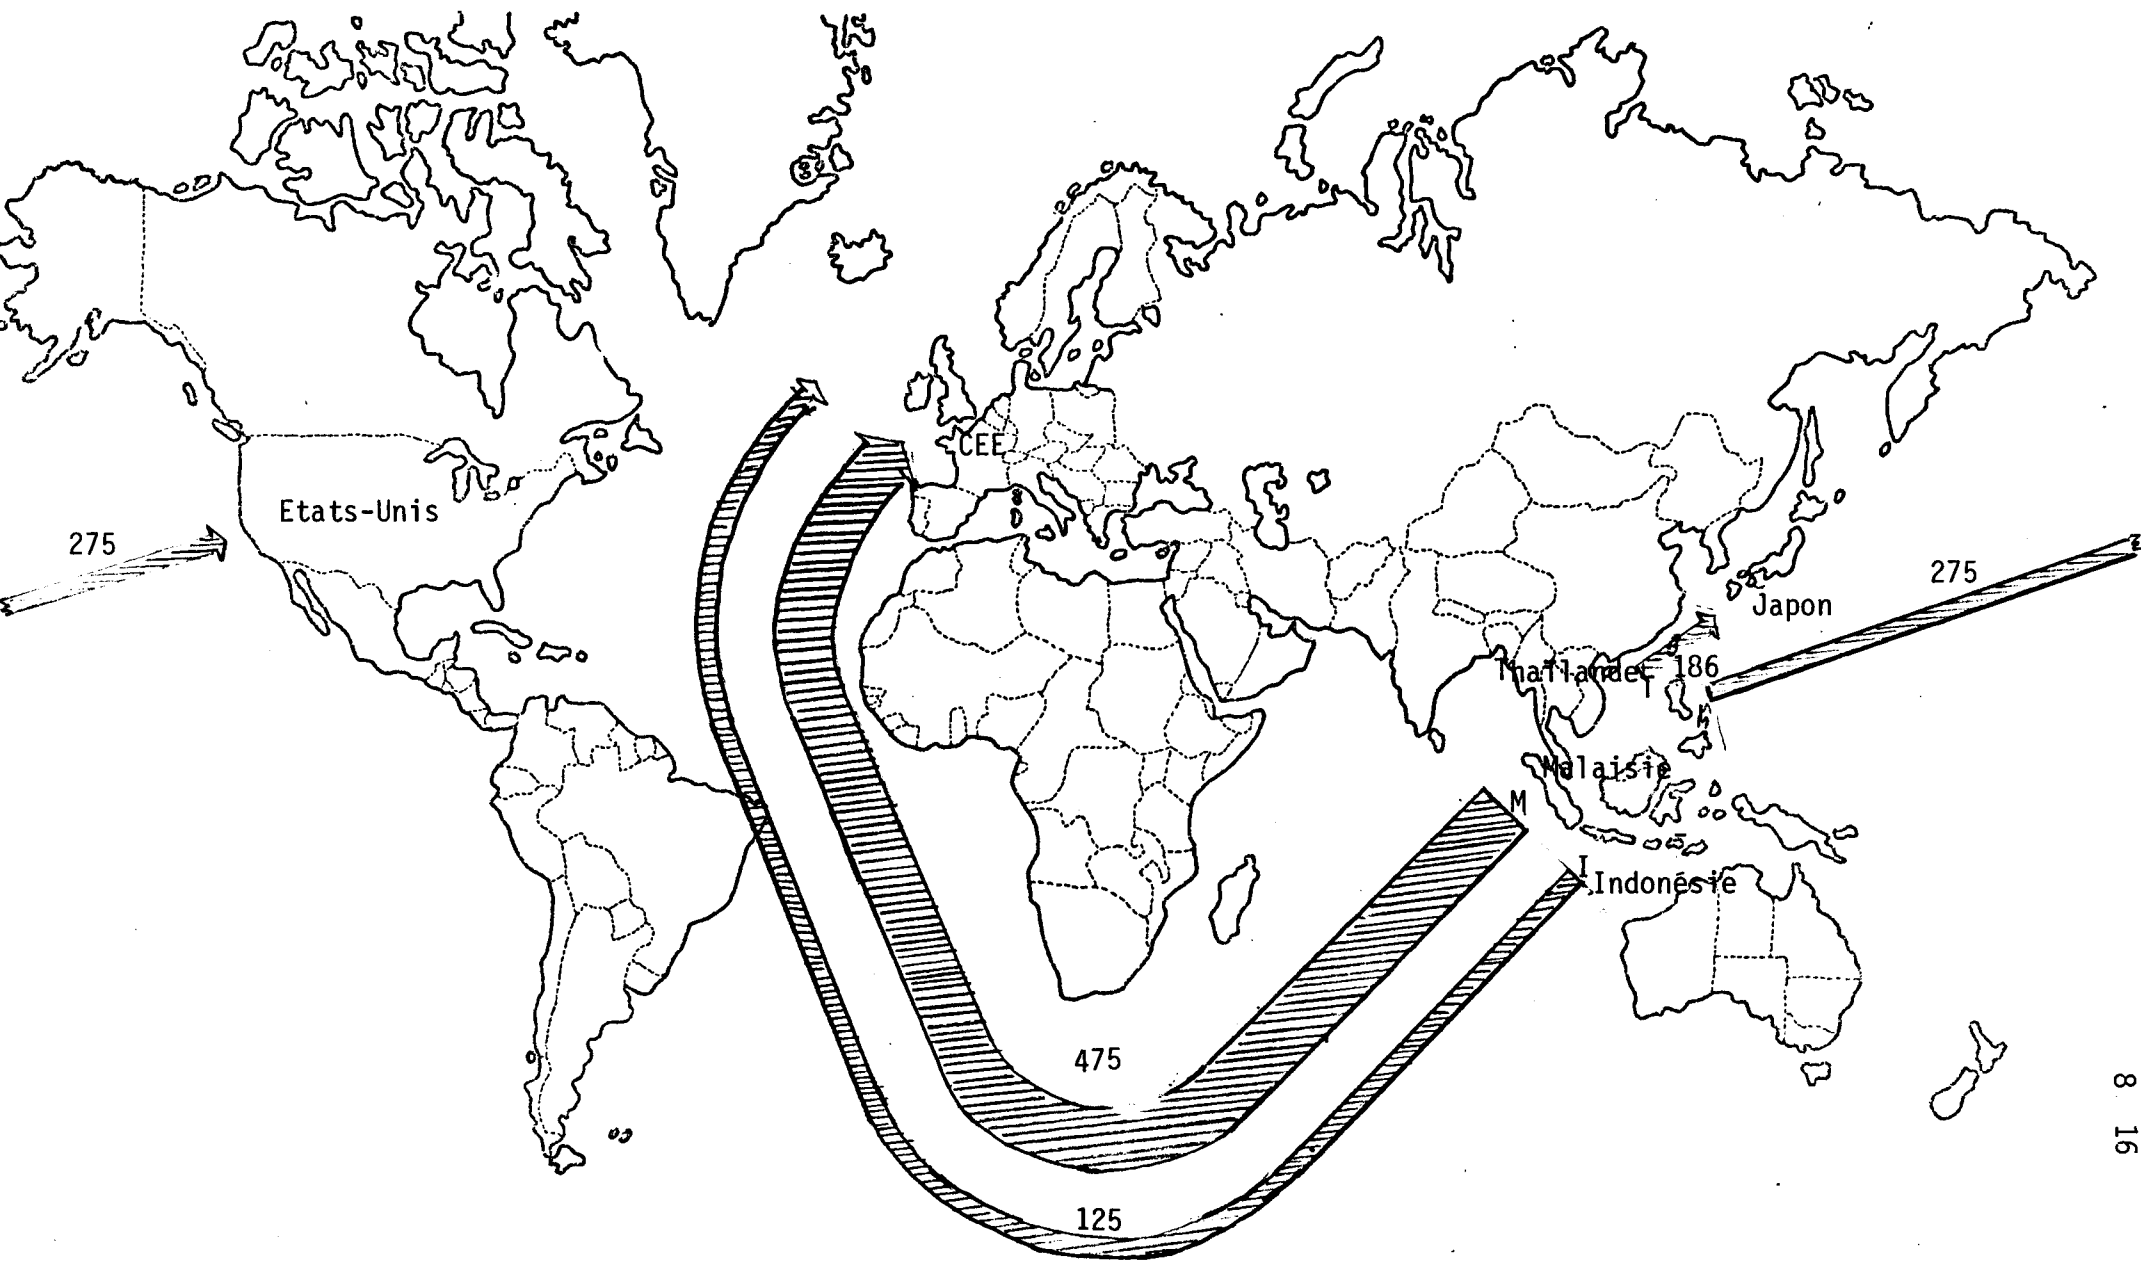 CEE
Etats-Unis
275
275
Japon
Thaïlande
186
T
Malaisie
M
I
Indonésie
475
125
8 16